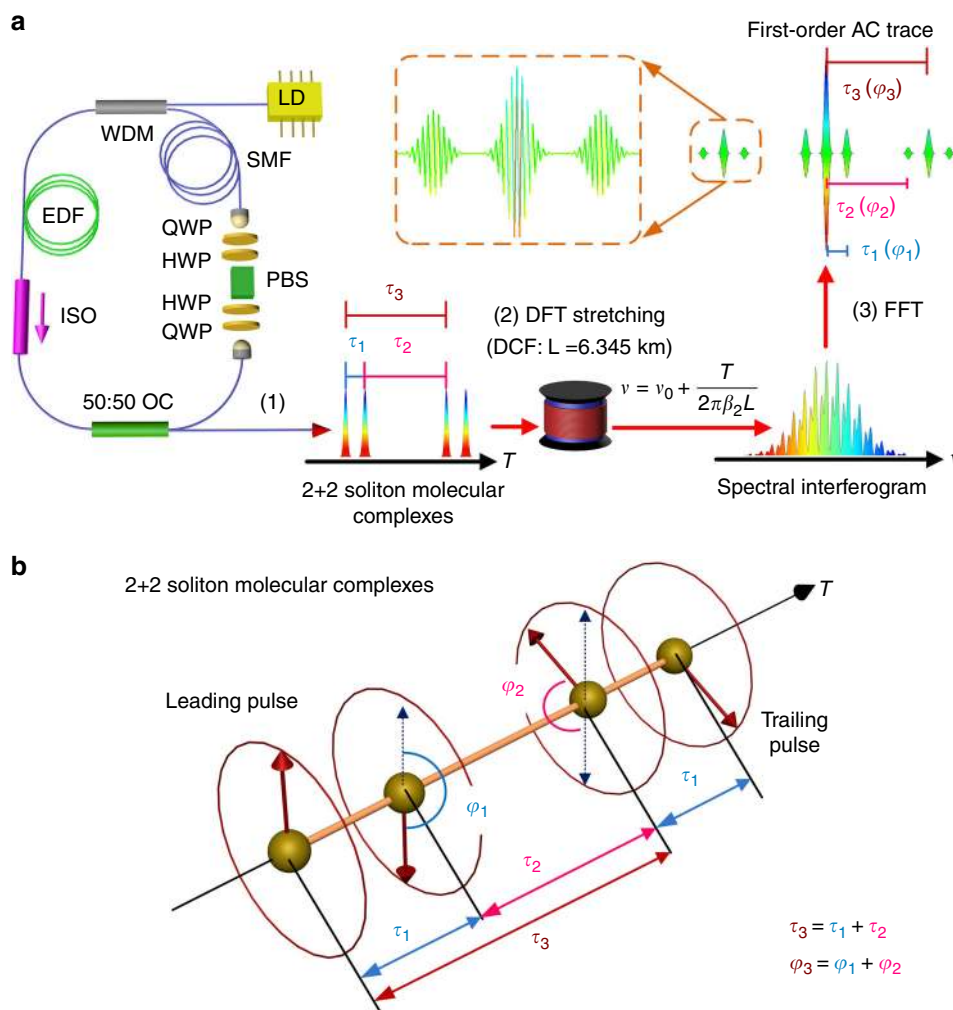 a
First-order AC trace
LD
WDM
SMF
EDF
QWP
HWP
PBS
HWP
QWP
ISO
50:50 OC
(1)
τ3
τ1 τ2
T
2+2 soliton molecular
complexes
(2) DFT stretching
(DCF: L =6.345 km)
ν = ν0 + T / 2πβ2L
τ3 (φ3)
τ2 (φ2)
τ1 (φ1)
(3) FFT
ν
Spectral interferogram
b
2+2 soliton molecular complexes
T
Leading pulse
φ2
Trailing
pulse
φ1
τ1
τ2
τ1
τ3
τ3 = τ1 + τ2
φ3 = φ1 + φ2